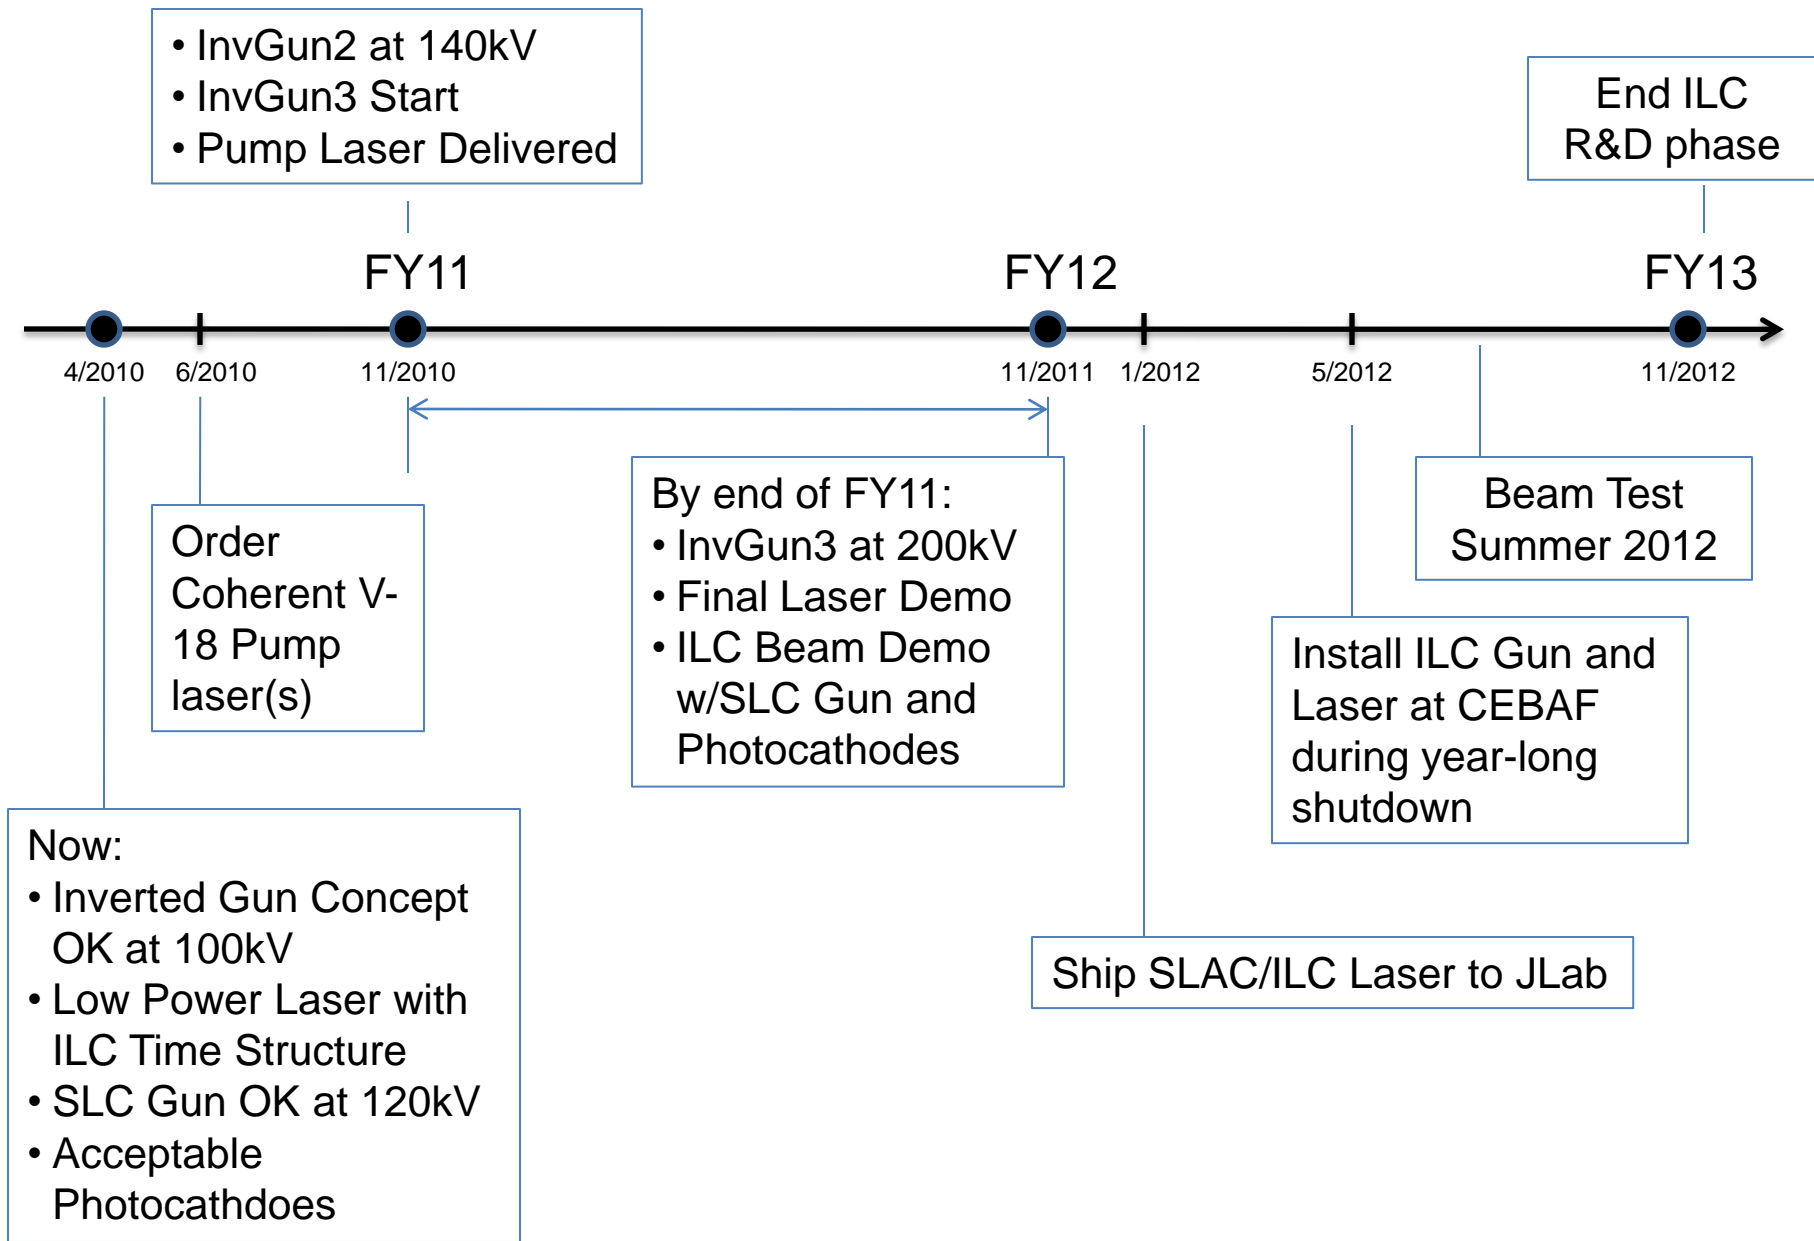 • InvGun2 at 140kV
• InvGun3 Start
• Pump Laser Delivered
End ILC
R&D phase
FY11
FY12
FY13
4/2010
6/2010
11/2010
11/2011
1/2012
5/2012
11/2012
Order
Coherent V-
18 Pump
laser(s)
By end of FY11:
• InvGun3 at 200kV
• Final Laser Demo
• ILC Beam Demo
w/SLC Gun and
Photocathodes
Beam Test
Summer 2012
Install ILC Gun and
Laser at CEBAF
during year-long
shutdown
Now:
• Inverted Gun Concept
OK at 100kV
• Low Power Laser with
ILC Time Structure
• SLC Gun OK at 120kV
• Acceptable
Photocathdoes
Ship SLAC/ILC Laser to JLab